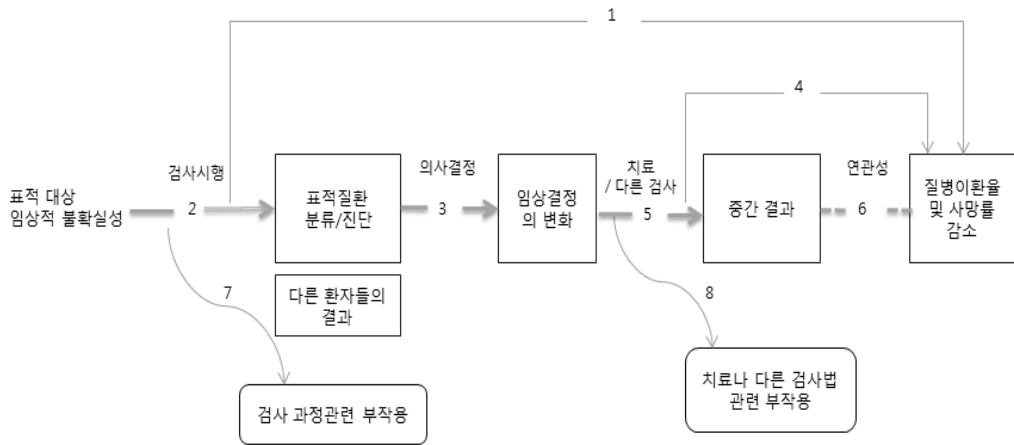 1
4
검사시행
의사결정
치료
/ 다른 검사
연관성
표적 대상
임상적 불확실성
2
표적질환
분류/진단
3
임상결정
의 변화
5
중간 결과
6
질병이환율
및 사망률
감소
7
다른 환자들의
결과
8
검사 과정관련 부작용
치료나 다른 검사법
관련 부작용